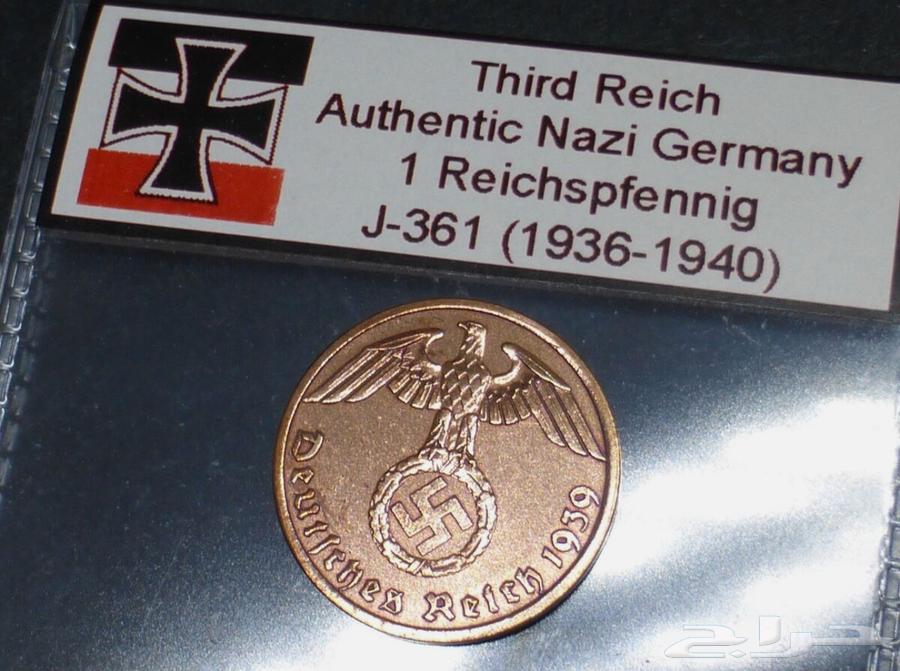 Third Reich
Authentic Nazi Germany
1 Reichspfennig
J-361 (1936-1940)
Deutsches Reich 1939
حراج